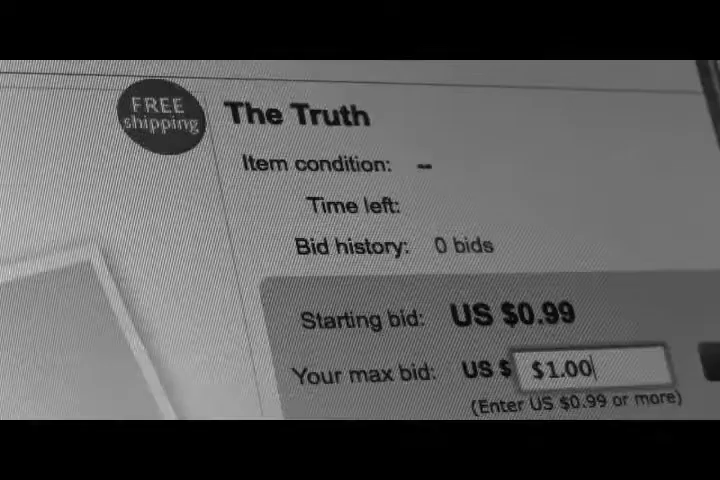 FREE
shipping
The Truth
Item condition: --
Time left:
Bid history: 0 bids
Starting bid: US $0.99
Your max bid: US $ $1.00
(Enter US $0.99 or more)